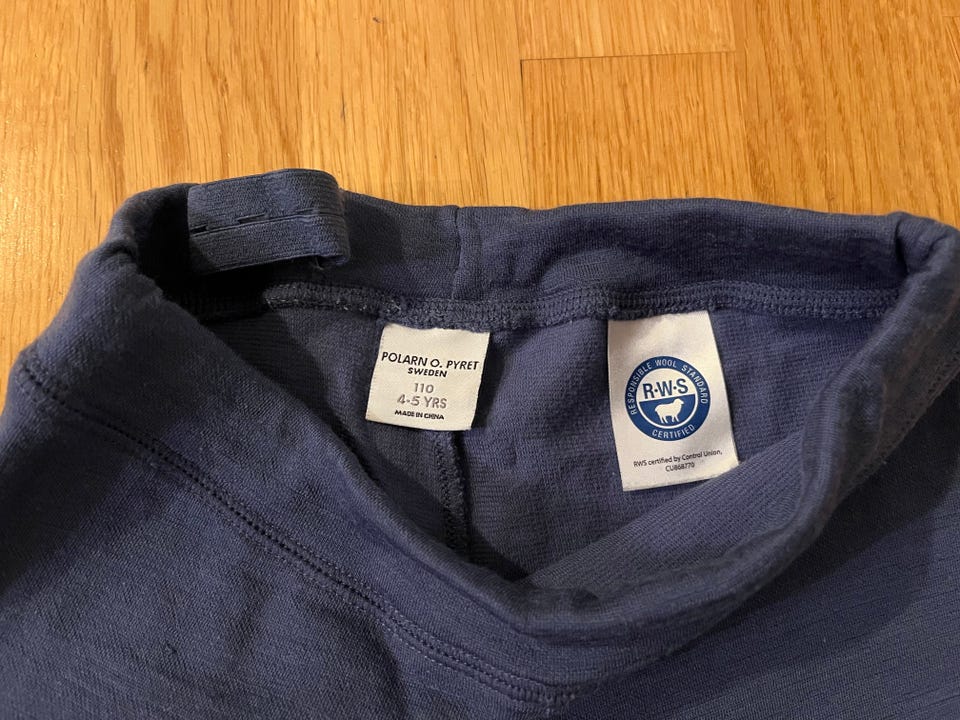 POLARN O. PYRET
SWEDEN
110
4-5 YRS
MADE IN CHINA
RESPONSIBLE WOOL STANDARD
R•W•S
CERTIFIED
RWS certified by Control Union,
CU868770